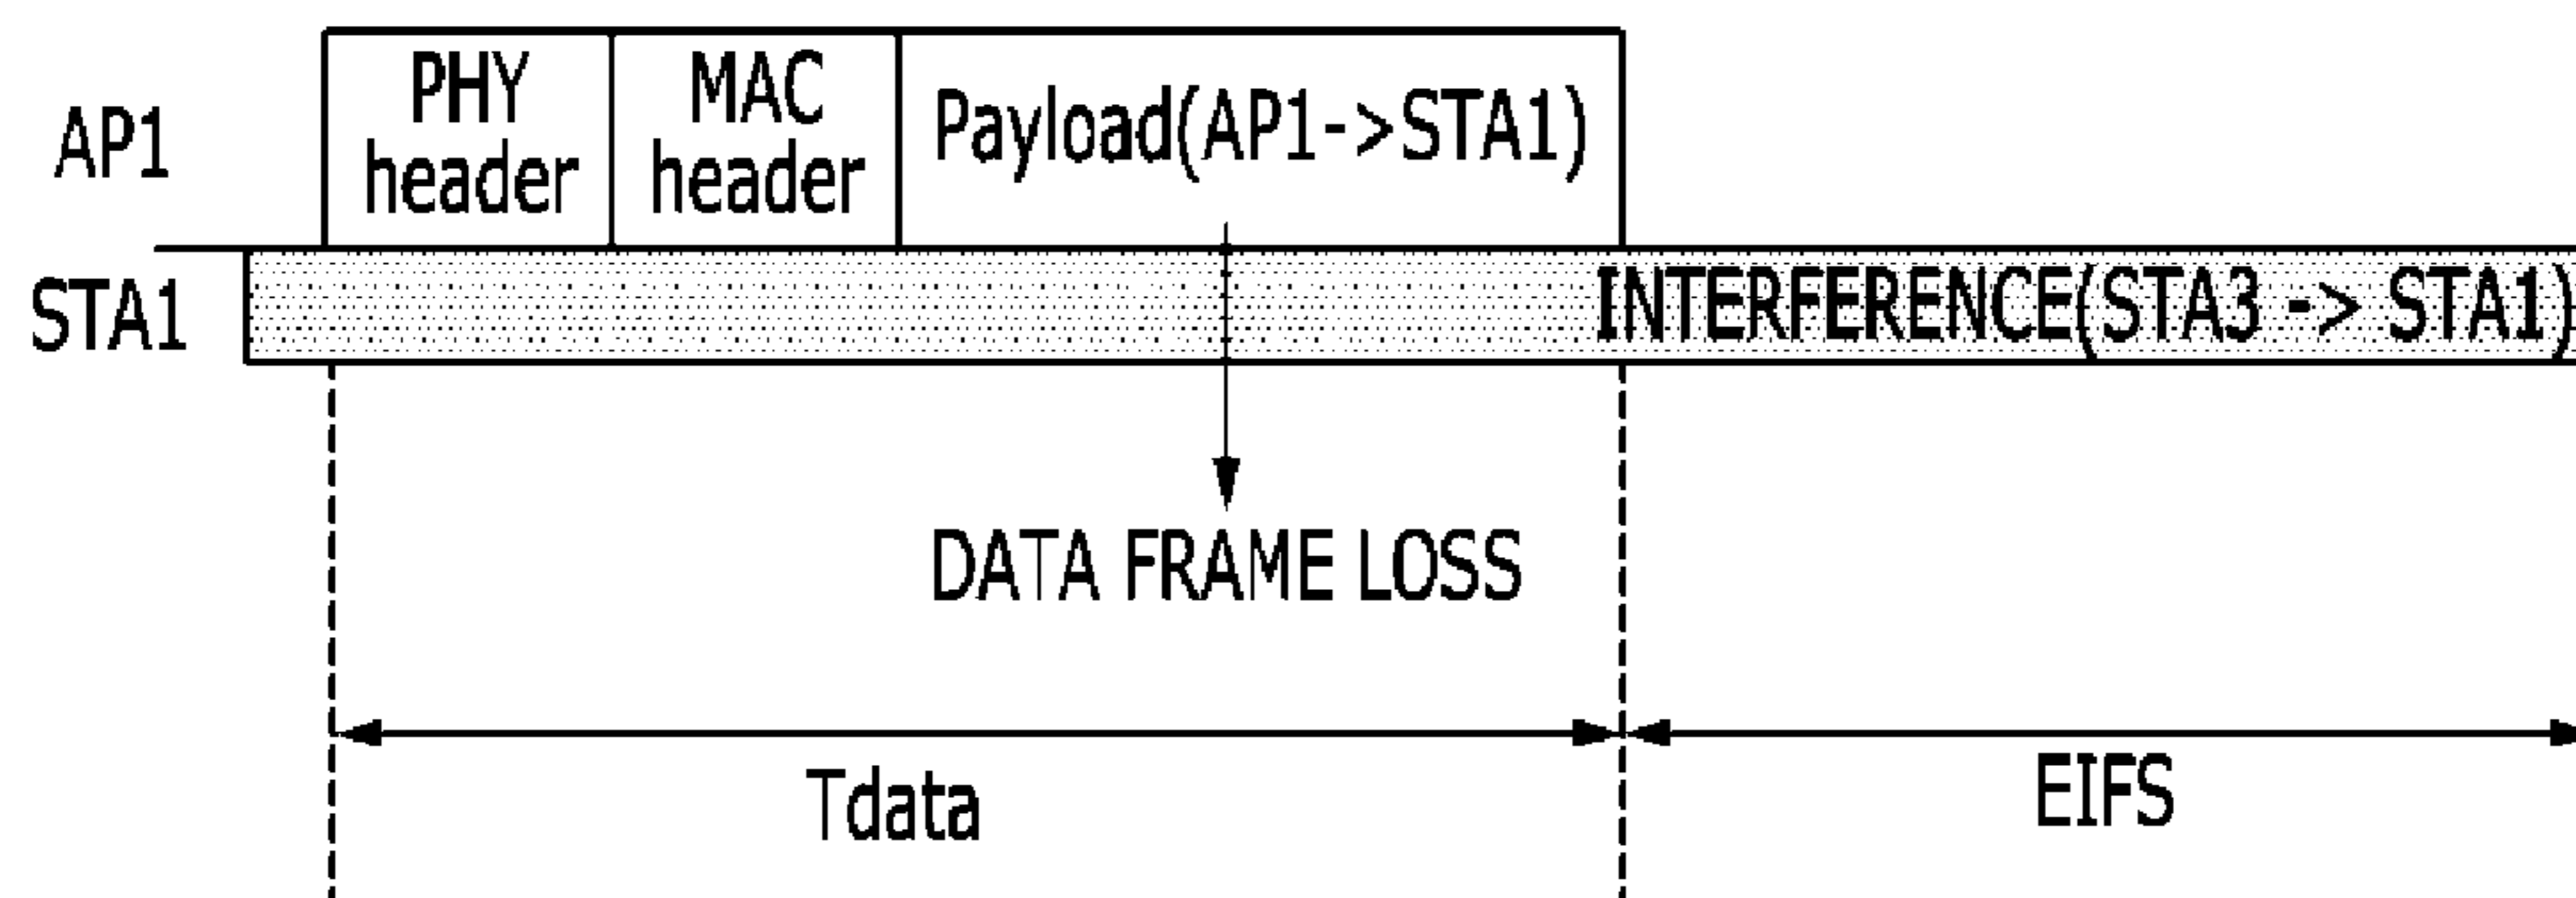 AP1
PHY
header
MAC
header
Payload(AP1->STA1)
STA1
INTERFERENCE(STA3 -> STA1)
DATA FRAME LOSS
Tdata
EIFS